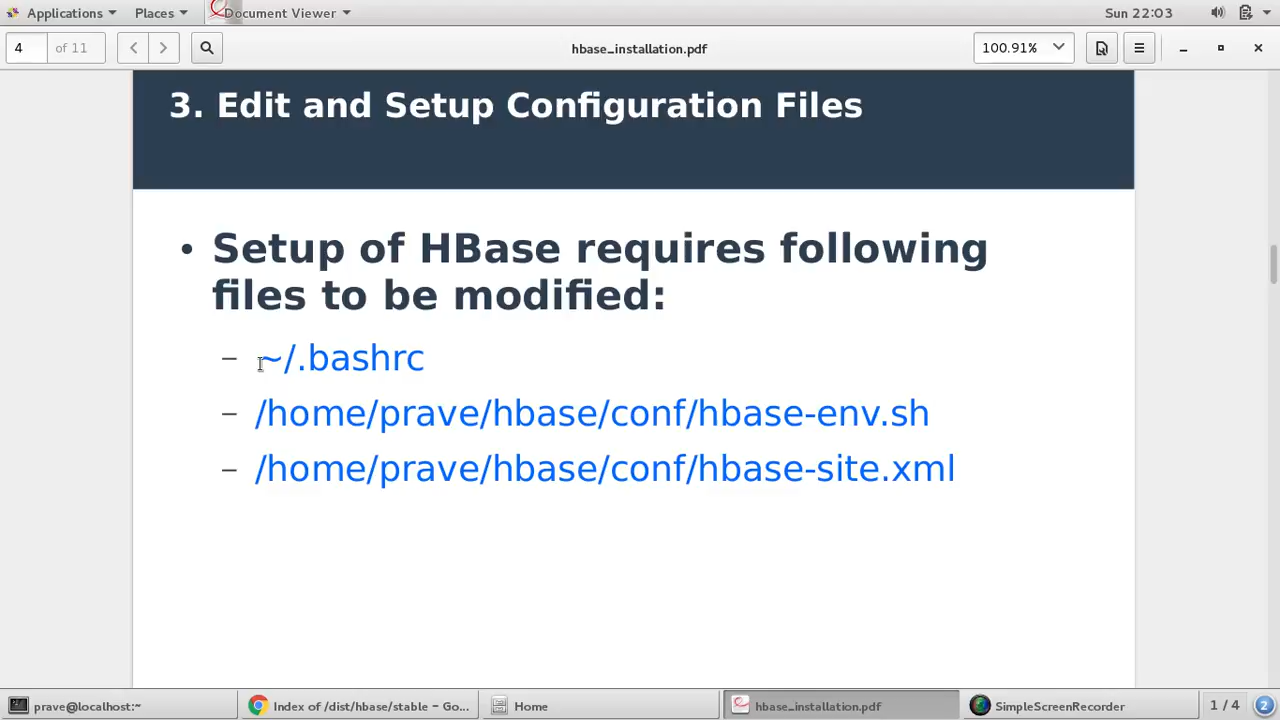 Applications Places Document Viewer Sun 22:03
4 of 11 hbase_installation.pdf 100.91%
3. Edit and Setup Configuration Files
• Setup of HBase requires following
files to be modified:
– ~/.bashrc
– /home/prave/hbase/conf/hbase-env.sh
– /home/prave/hbase/conf/hbase-site.xml
prave@localhost:~ Index of /dist/hbase/stable – Go... Home hbase_installation.pdf SimpleScreenRecorder 1 / 4 2